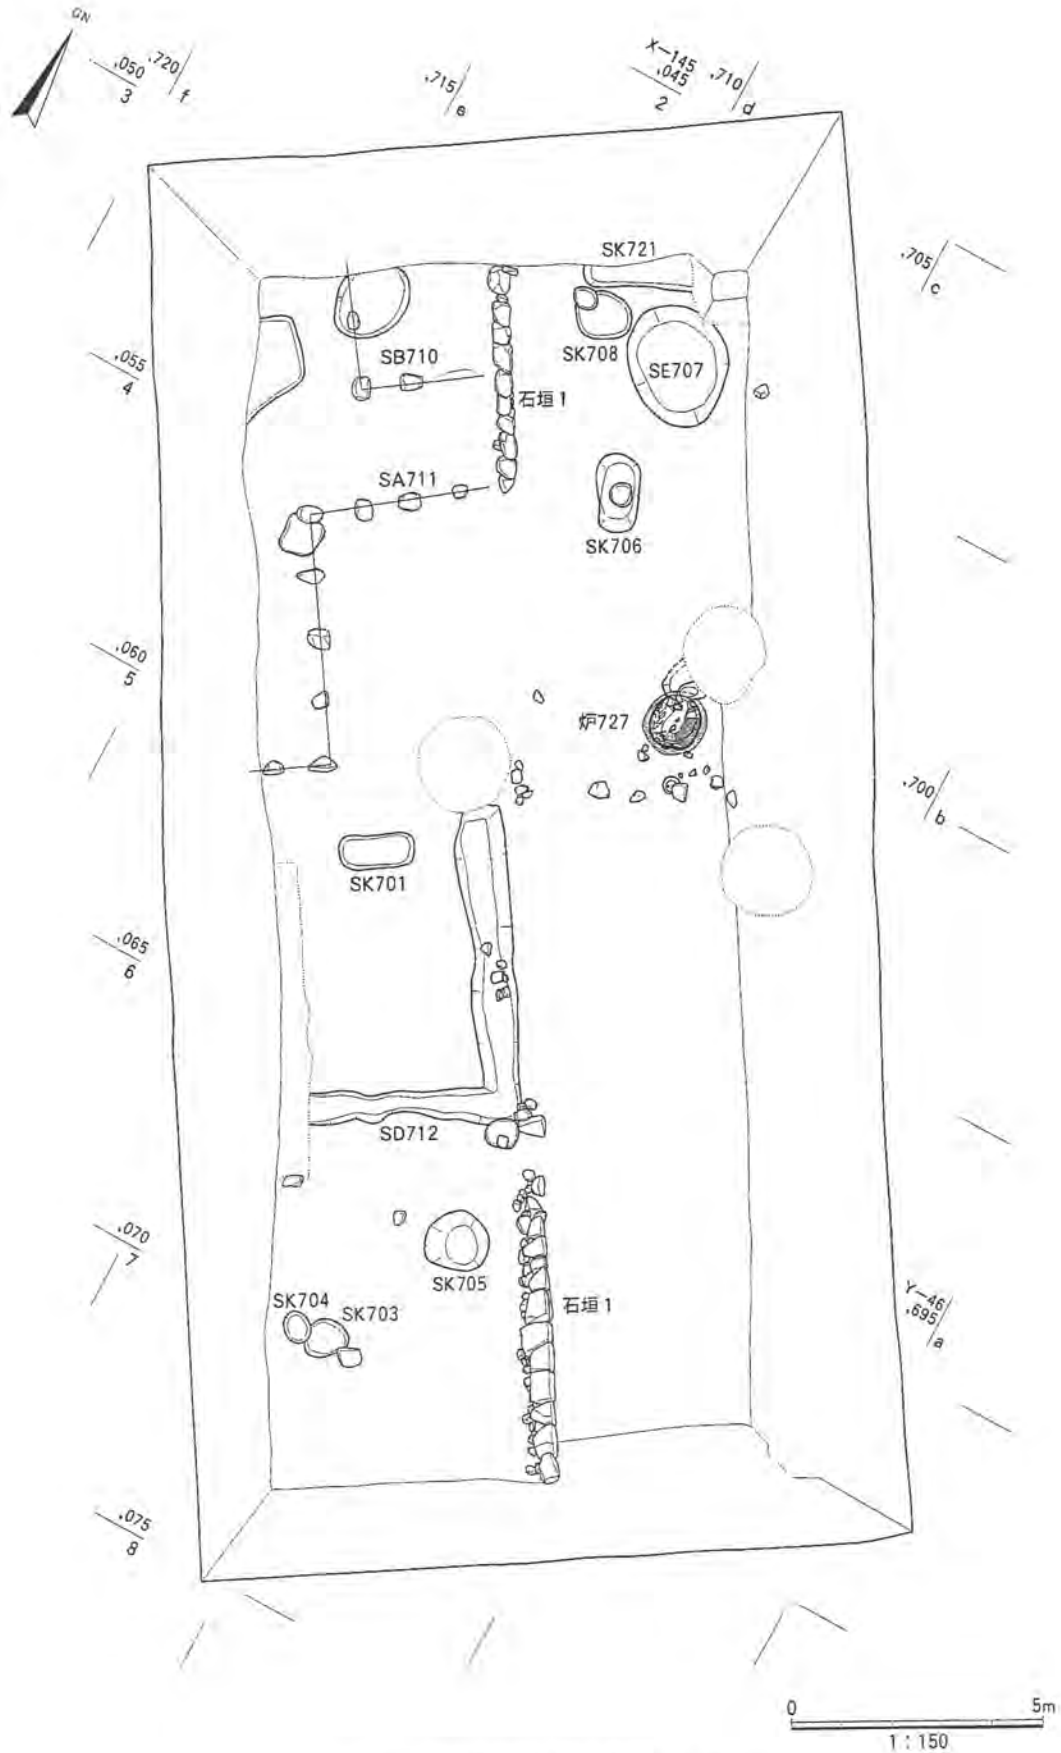 GN
,050
3
,720
f
,715
e
X-145
,045
2
,710
d
SK721
,705
c
SB710
SK708
SE707
石垣1
,055
4
SA711
SK706
,060
5
炉727
,700
b
SK701
,065
6
SD712
,070
7
SK705
SK704
SK703
石垣1
Y-46
,695
a
,075
8
0
5m
1:150